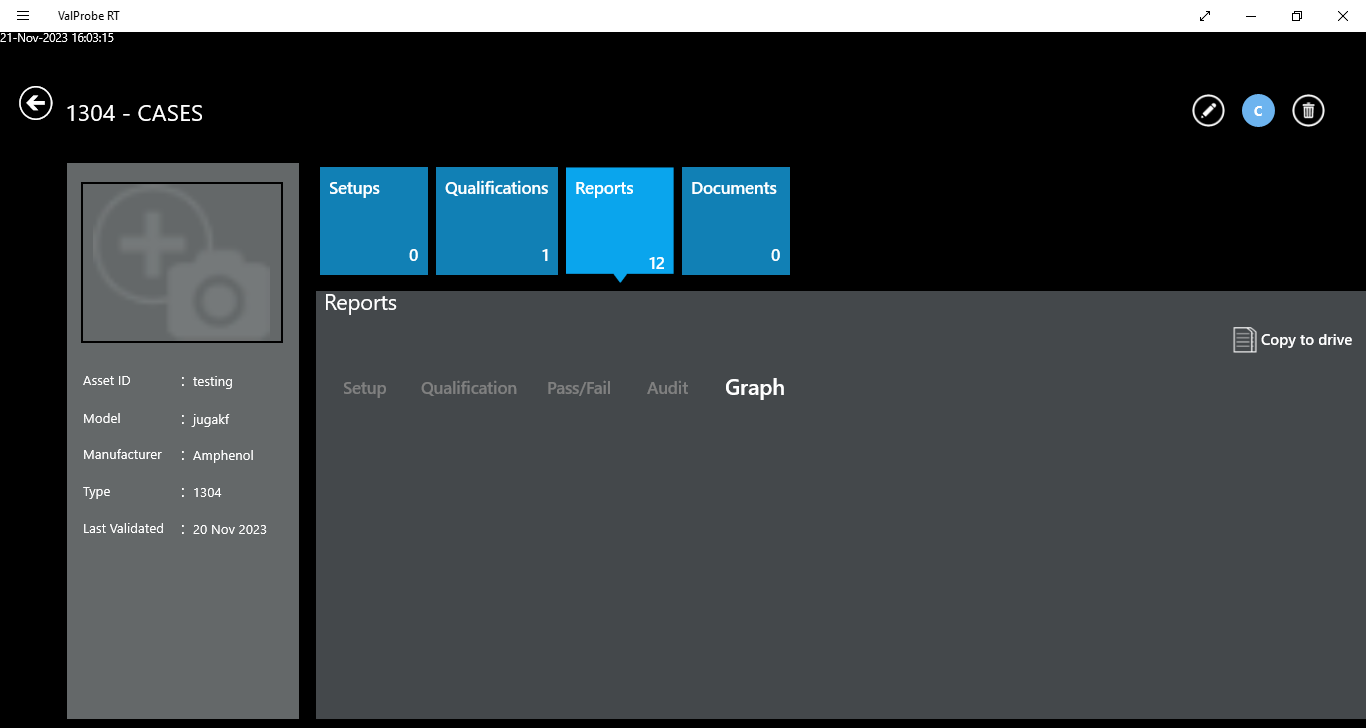 ValProbe RT
21-Nov-2023 16:03:15
1304 - CASES
C
Setups
0
Qualifications
1
Reports
12
Documents
0
Reports
Copy to drive
Setup Qualification Pass/Fail Audit Graph
Asset ID : testing
Model : jugakf
Manufacturer : Amphenol
Type : 1304
Last Validated : 20 Nov 2023